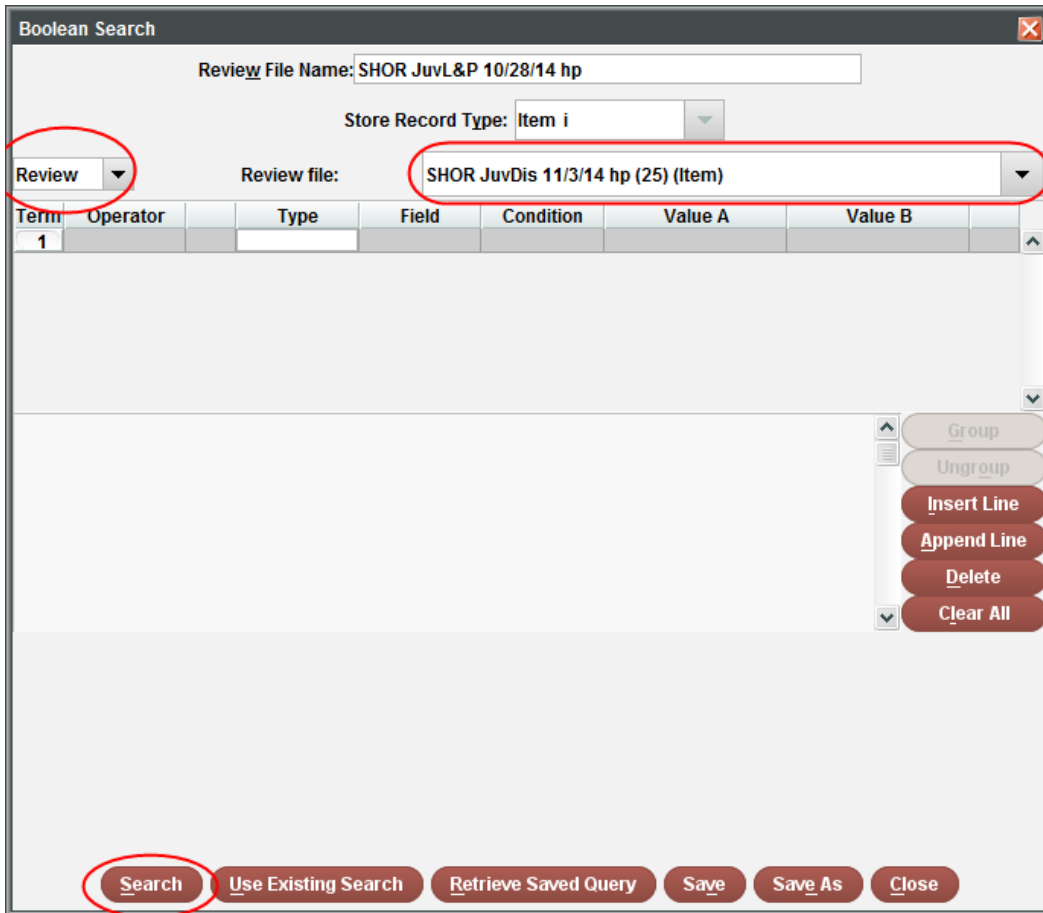 Boolean Search
Review File Name: SHOR JuvL&P 10/28/14 hp
Store Record Type: Item i
Review Review file: SHOR JuvDis 11/3/14 hp (25) (Item)
Term Operator Type Field Condition Value A Value B
1
Group
Ungroup
Insert Line
Append Line
Delete
Clear All
Search Use Existing Search Retrieve Saved Query Save Save As Close